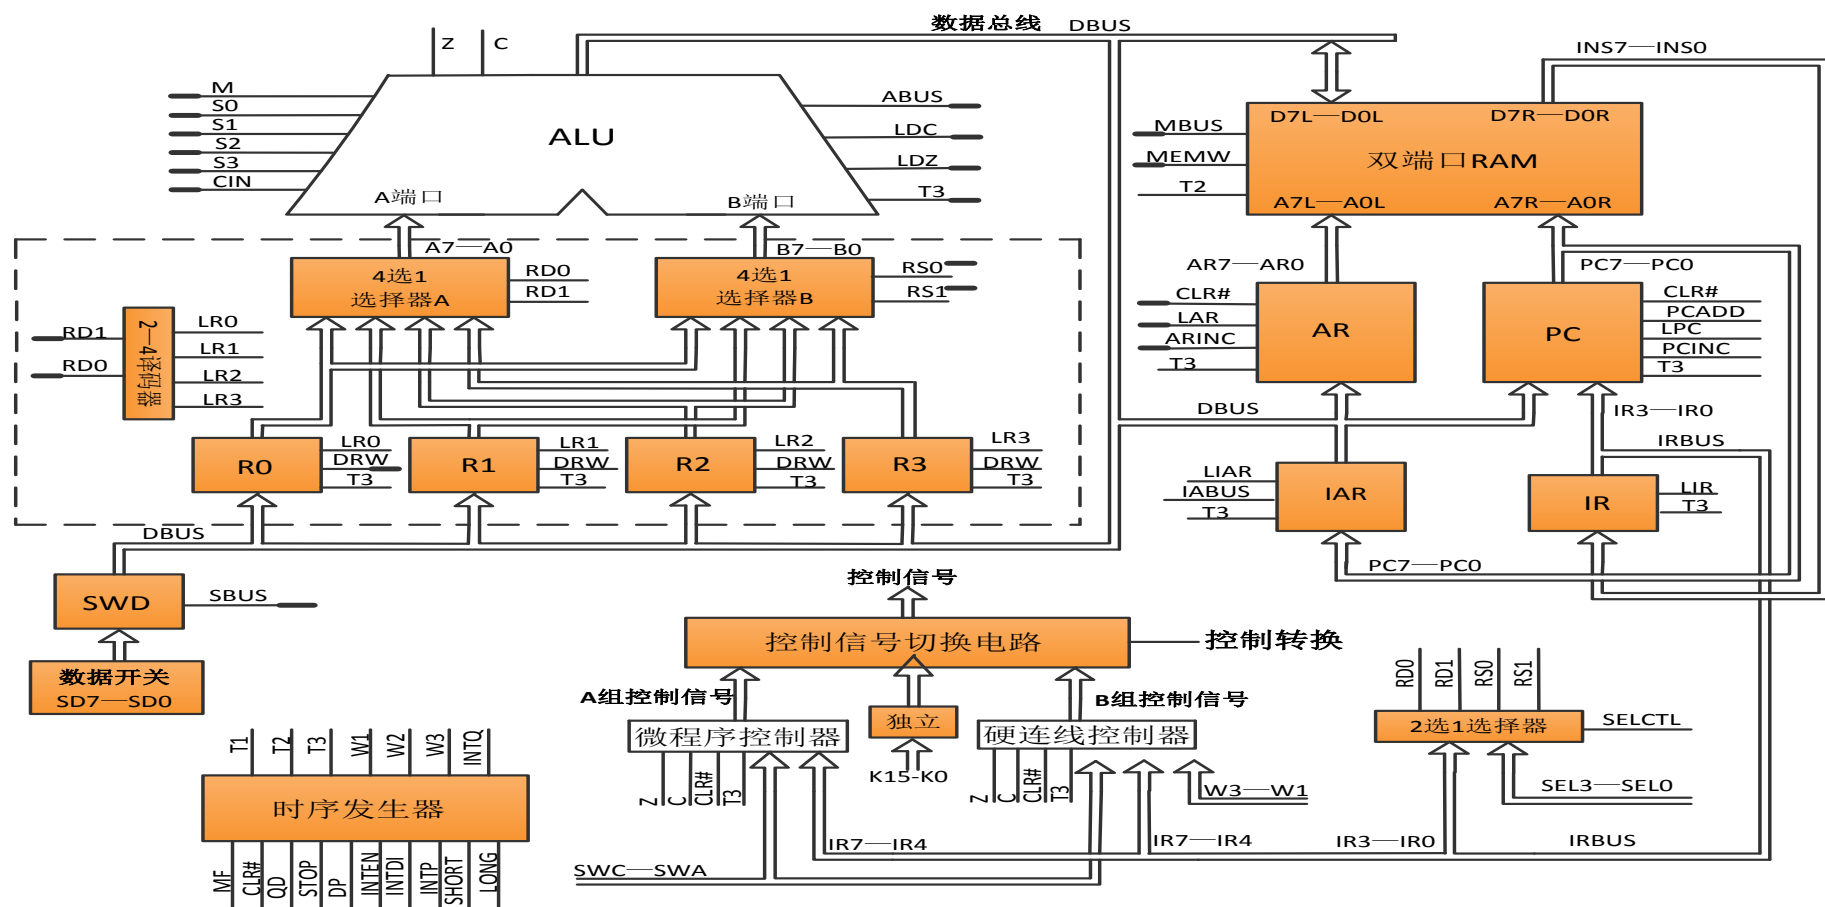 数据总线 DBUS
Z
C
INS7—INS0
M
S0
S1
S2
S3
CIN
ALU
ABUS
LDC
LDZ
T3
A端口
B端口
MBUS
MEMW
T2
D7L—D0L
D7R—D0R
双端口RAM
A7L—A0L
A7R—A0R
A7—A0
B7—B0
4选1
选择器A
RD0
RD1
4选1
选择器B
RS0
RS1
RD1
RD0
2—4译码器
LR0
LR1
LR2
LR3
AR7—AR0
PC7—PC0
CLR#
LAR
ARINC
T3
AR
PC
CLR#
PCADD
LPC
PCINC
T3
DBUS
IR3—IR0
IRBUS
R0
LR0
DRW
T3
R1
LR1
DRW
T3
R2
LR2
DRW
T3
R3
LR3
DRW
T3
LIAR
IABUS
T3
IAR
IR
LIR
T3
DBUS
PC7—PC0
SWD
SBUS
数据开关
SD7—SD0
控制信号
控制信号切换电路
控制转换
A组控制信号
B组控制信号
独立
K15-K0
微程序控制器
Z
C
CLR#
T3
硬连线控制器
Z
C
CLR#
T3
W3—W1
RD0
RD1
RS0
RS1
2选1选择器
SELCTL
SEL3—SEL0
T1
T2
T3
W1
W2
W3
INTQ
时序发生器
MF
CLR#
QD
STOP
DP
INTEN
INTDI
INTP
SHORT
LONG
IR7—IR4
IR7—IR4
IR3—IR0
IRBUS
SWC—SWA